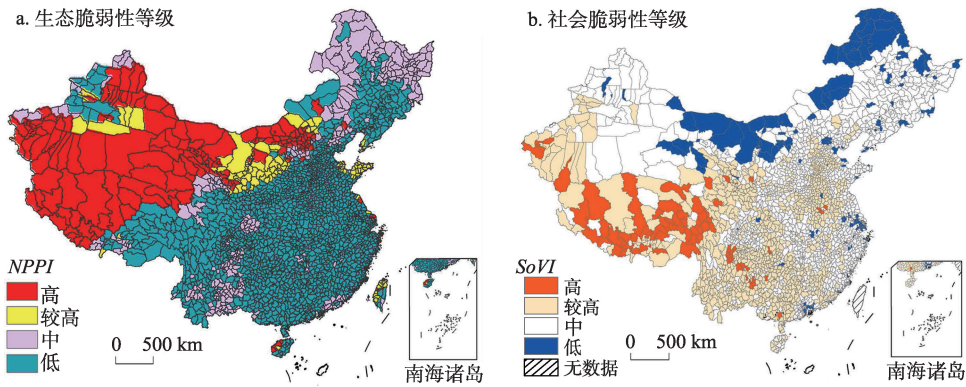 a. 生态脆弱性等级
NPPI
高
较高
中
低
0 500 km
南海诸岛
b. 社会脆弱性等级
SoVI
高
较高
中
低
无数据
0 500 km
南海诸岛